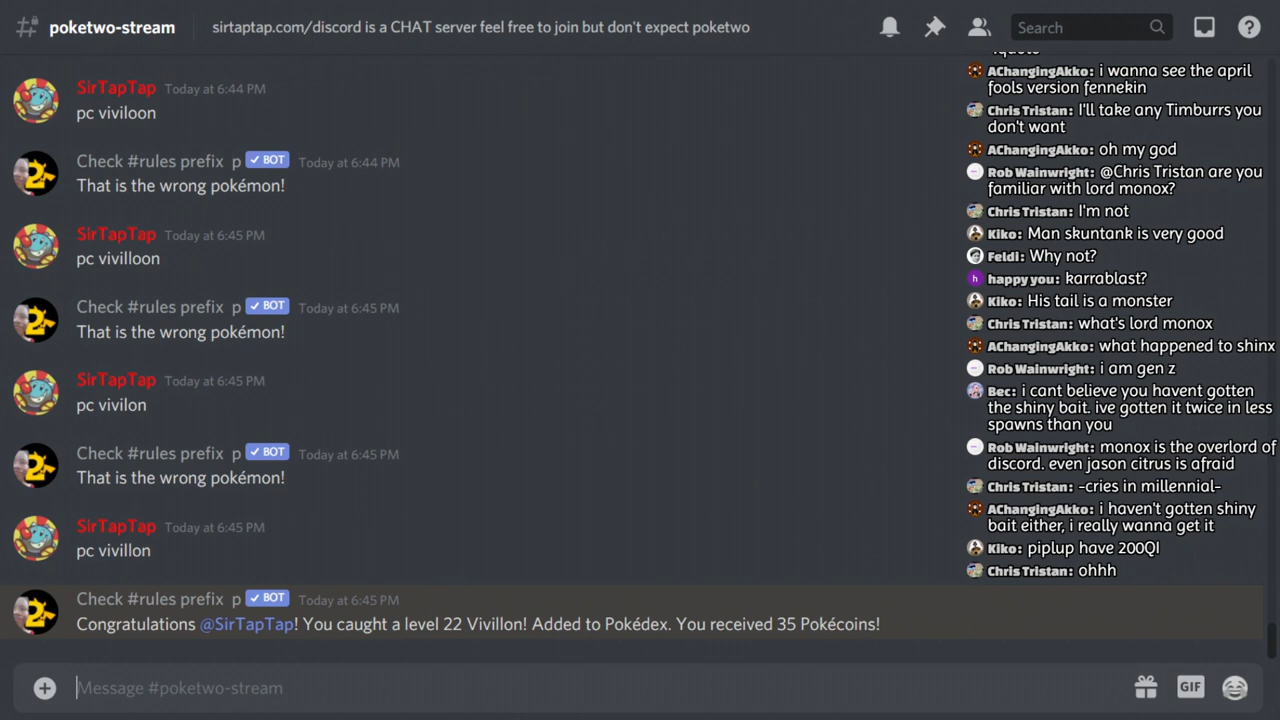 poketwo-stream
sirtaptap.com/discord is a CHAT server feel free to join but don't expect poketwo
Search
SirTapTap Today at 6:44 PM
pc viviloon
Check #rules prefix p BOT Today at 6:44 PM
That is the wrong pokémon!
SirTapTap Today at 6:45 PM
pc vivilloon
Check #rules prefix p BOT Today at 6:45 PM
That is the wrong pokémon!
SirTapTap Today at 6:45 PM
pc vivilon
Check #rules prefix p BOT Today at 6:45 PM
That is the wrong pokémon!
SirTapTap Today at 6:45 PM
pc vivillon
Check #rules prefix p BOT Today at 6:45 PM
Congratulations @SirTapTap! You caught a level 22 Vivillon! Added to Pokédex. You received 35 Pokécoins!
Message #poketwo-stream
GIF
AChangingAkko: i wanna see the april
fools version fennekin
Chris Tristan: I'll take any Timburrs you
don't want
AChangingAkko: oh my god
Rob Wainwright: @Chris Tristan are you
familiar with lord monox?
Chris Tristan: I'm not
Kiko: Man skuntank is very good
Feldi: Why not?
h happy you: karrablast?
Kiko: His tail is a monster
Chris Tristan: what's lord monox
AChangingAkko: what happened to shinx
Rob Wainwright: i am gen z
Bec: i cant believe you havent gotten
the shiny bait. ive gotten it twice in less
spawns than you
Rob Wainwright: monox is the overlord of
discord. even jason citrus is afraid
Chris Tristan: -cries in millennial-
AChangingAkko: i haven't gotten shiny
bait either, i really wanna get it
Kiko: piplup have 200QI
Chris Tristan: ohhh